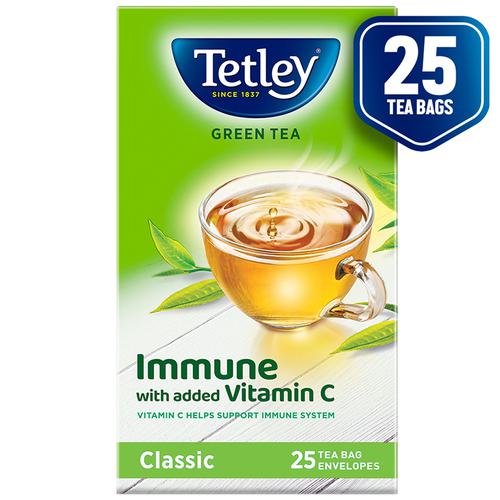 Tetley®
SINCE 1837
GREEN TEA
25
TEA BAGS
Immune
with added Vitamin C
VITAMIN C HELPS SUPPORT IMMUNE SYSTEM
Classic
25 TEA BAG
ENVELOPES